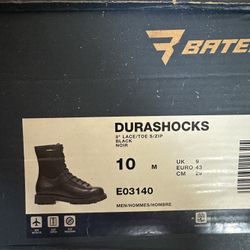 BATE
DURASHOCKS
8" LACE/TOE S/ZIP
BLACK
NOIR
10 M
UK 9
EURO 43
CM 29
E03140
MEN/HOMMES/HOMBRE